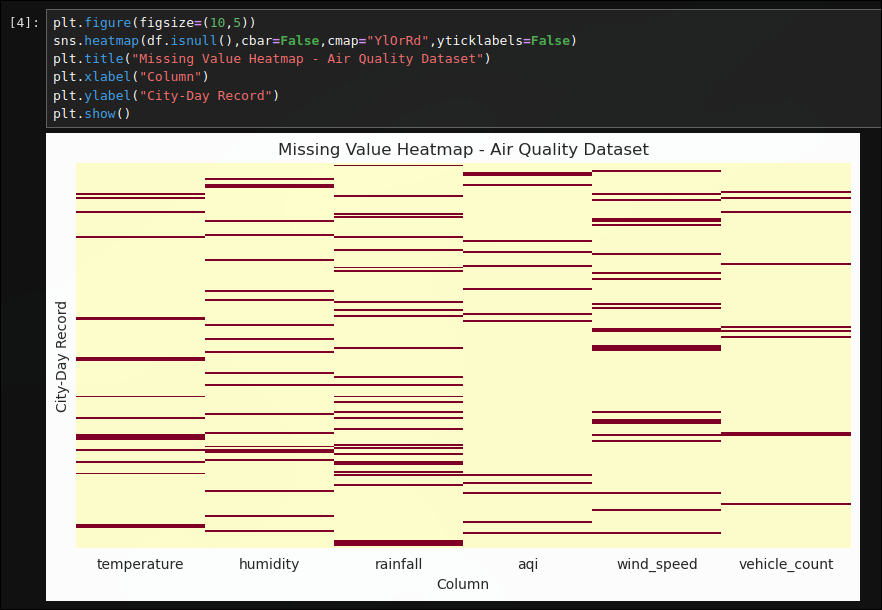 [4]: plt.figure(figsize=(10,5))
sns.heatmap(df.isnull(),cbar=False,cmap="YlOrRd",yticklabels=False)
plt.title("Missing Value Heatmap - Air Quality Dataset")
plt.xlabel("Column")
plt.ylabel("City-Day Record")
plt.show()
Missing Value Heatmap - Air Quality Dataset
City-Day Record
temperature humidity rainfall aqi wind_speed vehicle_count
Column